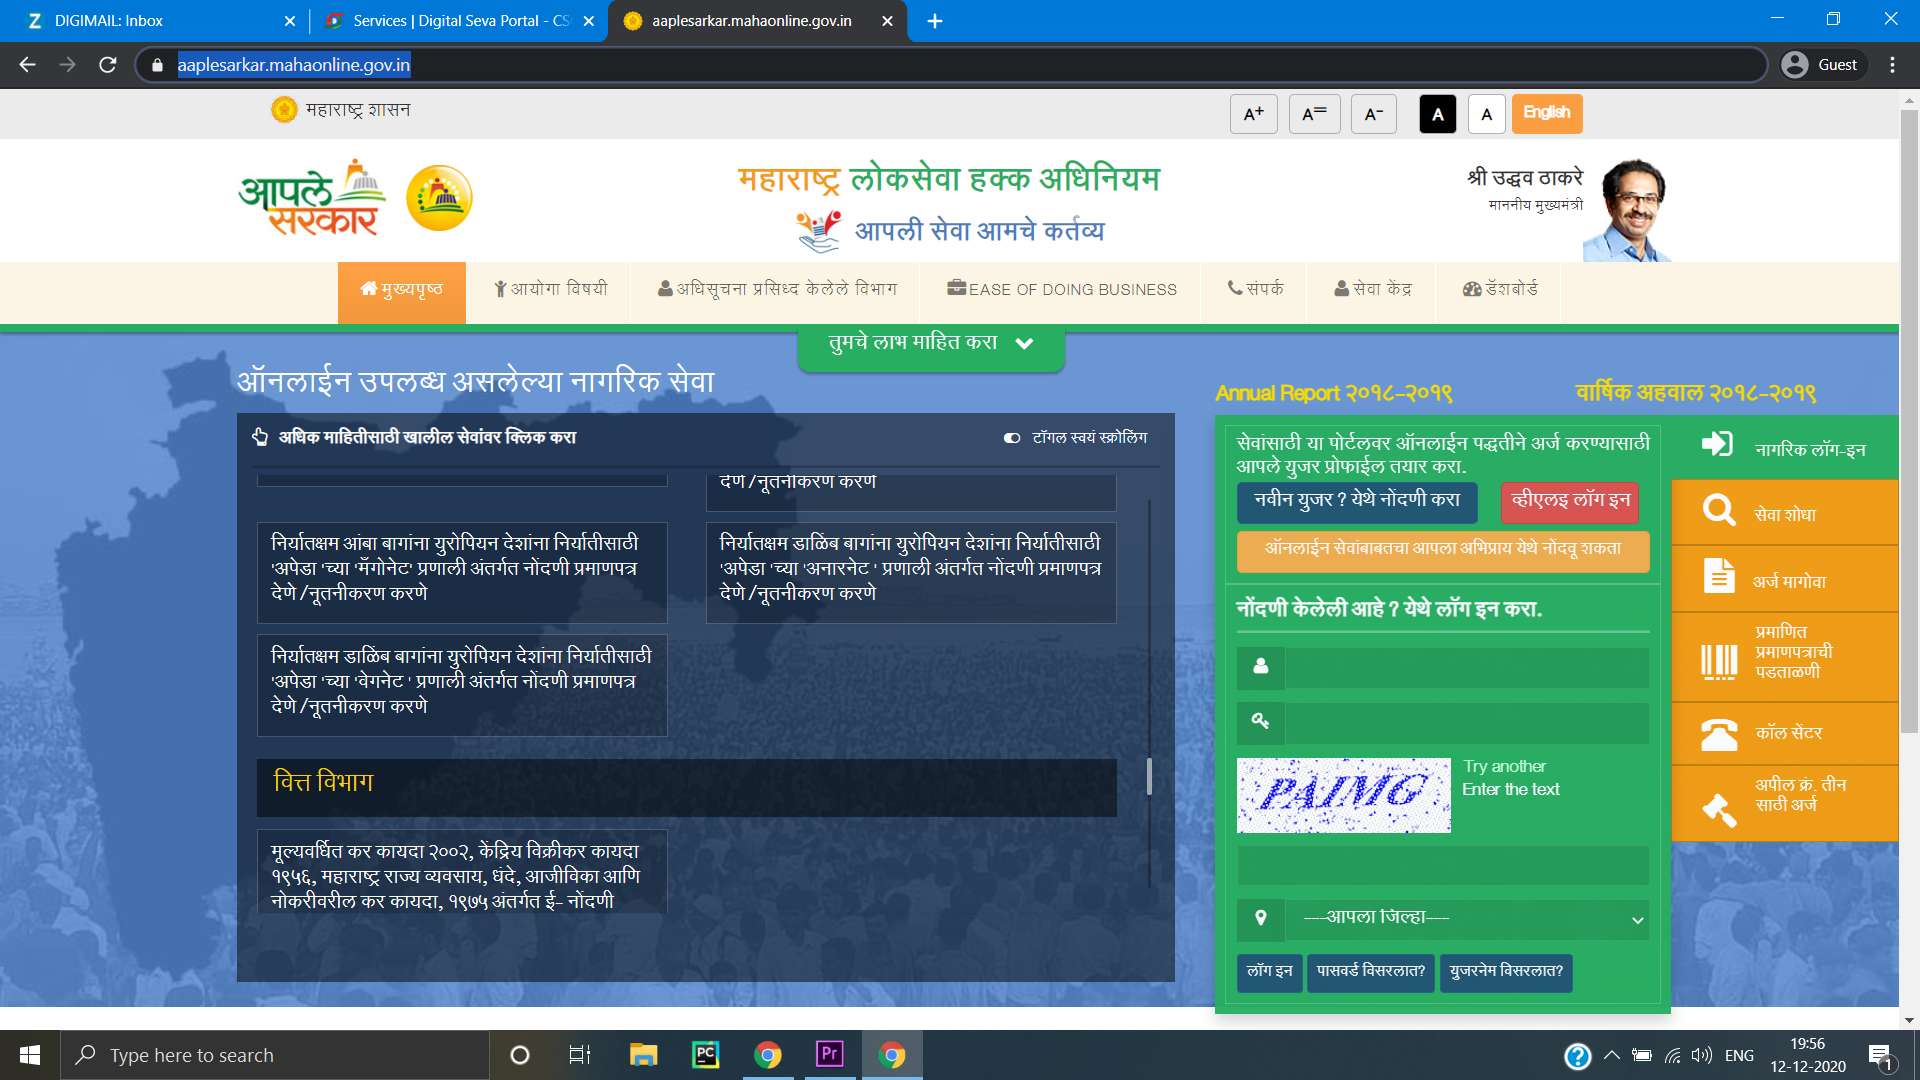 DIGIMAIL: Inbox
Services | Digital Seva Portal - CS
aaplesarkar.mahaonline.gov.in
aaplesarkar.mahaonline.gov.in
Guest
महाराष्ट्र शासन
A+
A=
A-
A
A
English
आपले सरकार
महाराष्ट्र लोकसेवा हक्क अधिनियम
आपली सेवा आमचे कर्तव्य
श्री उद्धव ठाकरे
माननीय मुख्यमंत्री
मुख्यपृष्ठ
आयोगा विषयी
अधिसूचना प्रसिध्द केलेले विभाग
EASE OF DOING BUSINESS
संपर्क
सेवा केंद्र
डॅशबोर्ड
तुमचे लाभ माहित करा
ऑनलाईन उपलब्ध असलेल्या नागरिक सेवा
Annual Report २०१८-२०१९
वार्षिक अहवाल २०१८-२०१९
अधिक माहितीसाठी खालील सेवांवर क्लिक करा
टॉगल स्वयं स्क्रोलिंग
देणे /नूतनीकरण करणे
निर्यातक्षम आंबा बागांना युरोपियन देशांना निर्यातीसाठी
'अपेडा 'च्या 'मँगोनेट' प्रणाली अंतर्गत नोंदणी प्रमाणपत्र
देणे /नूतनीकरण करणे
निर्यातक्षम डाळिंब बागांना युरोपियन देशांना निर्यातीसाठी
'अपेडा 'च्या 'अनारनेट ' प्रणाली अंतर्गत नोंदणी प्रमाणपत्र
देणे /नूतनीकरण करणे
निर्यातक्षम डाळिंब बागांना युरोपियन देशांना निर्यातीसाठी
'अपेडा 'च्या 'वेगनेट ' प्रणाली अंतर्गत नोंदणी प्रमाणपत्र
देणे /नूतनीकरण करणे
वित्त विभाग
मूल्यवर्धित कर कायदा २००२, केंद्रिय विक्रीकर कायदा
१९५६, महाराष्ट्र राज्य व्यवसाय, धंदे, आजीविका आणि
नोकरीवरील कर कायदा, १९७५ अंतर्गत ई- नोंदणी
सेवांसाठी या पोर्टलवर ऑनलाईन पद्धतीने अर्ज करण्यासाठी
आपले युजर प्रोफाईल तयार करा.
नवीन युजर ? येथे नोंदणी करा
व्हीएलइ लॉग इन
ऑनलाईन सेवांबाबतचा आपला अभिप्राय येथे नोंदवू शकता
नोंदणी केलेली आहे ? येथे लॉग इन करा.
PAIMG
Try another
Enter the text
----आपला जिल्हा----
लॉग इन
पासवर्ड विसरलात?
युजरनेम विसरलात?
नागरिक लॉग-इन
सेवा शोधा
अर्ज मागोवा
प्रमाणित
प्रमाणपत्राची
पडताळणी
कॉल सेंटर
अपील क्रं. तीन
साठी अर्ज
Type here to search
ENG
19:56
12-12-2020
1